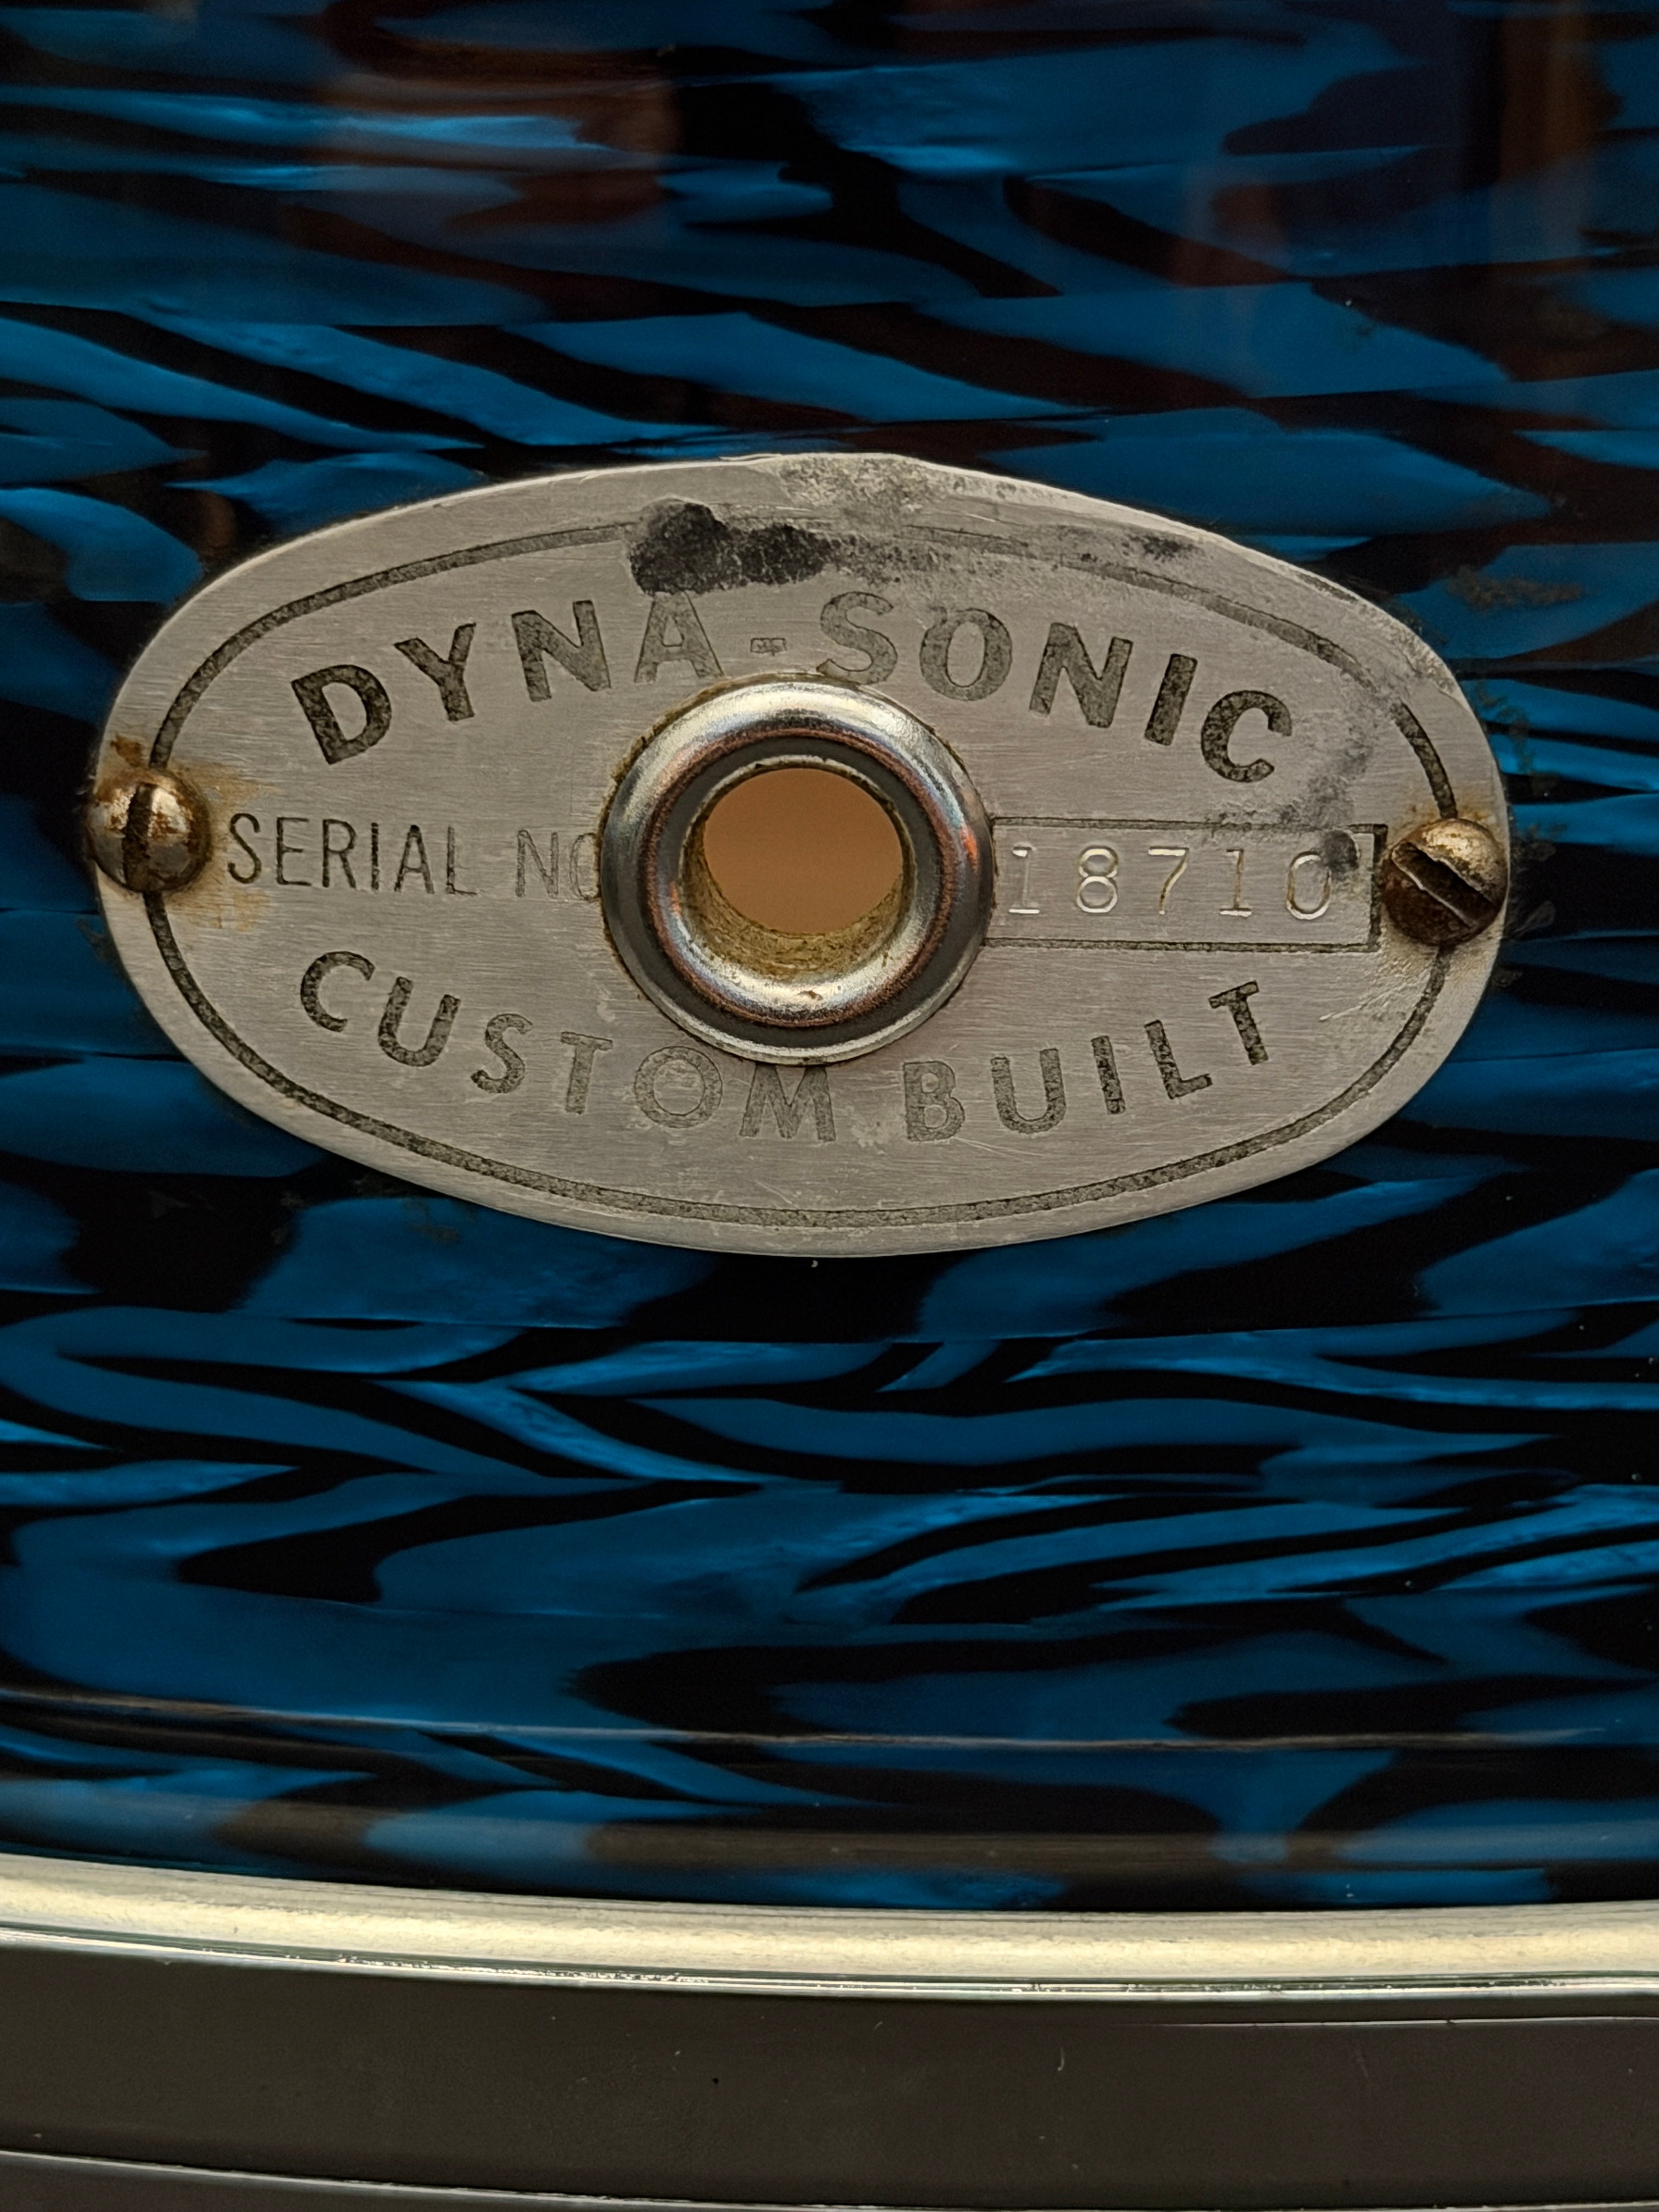 DYNA-SONIC
SERIAL NO 18710
CUSTOM BUILT